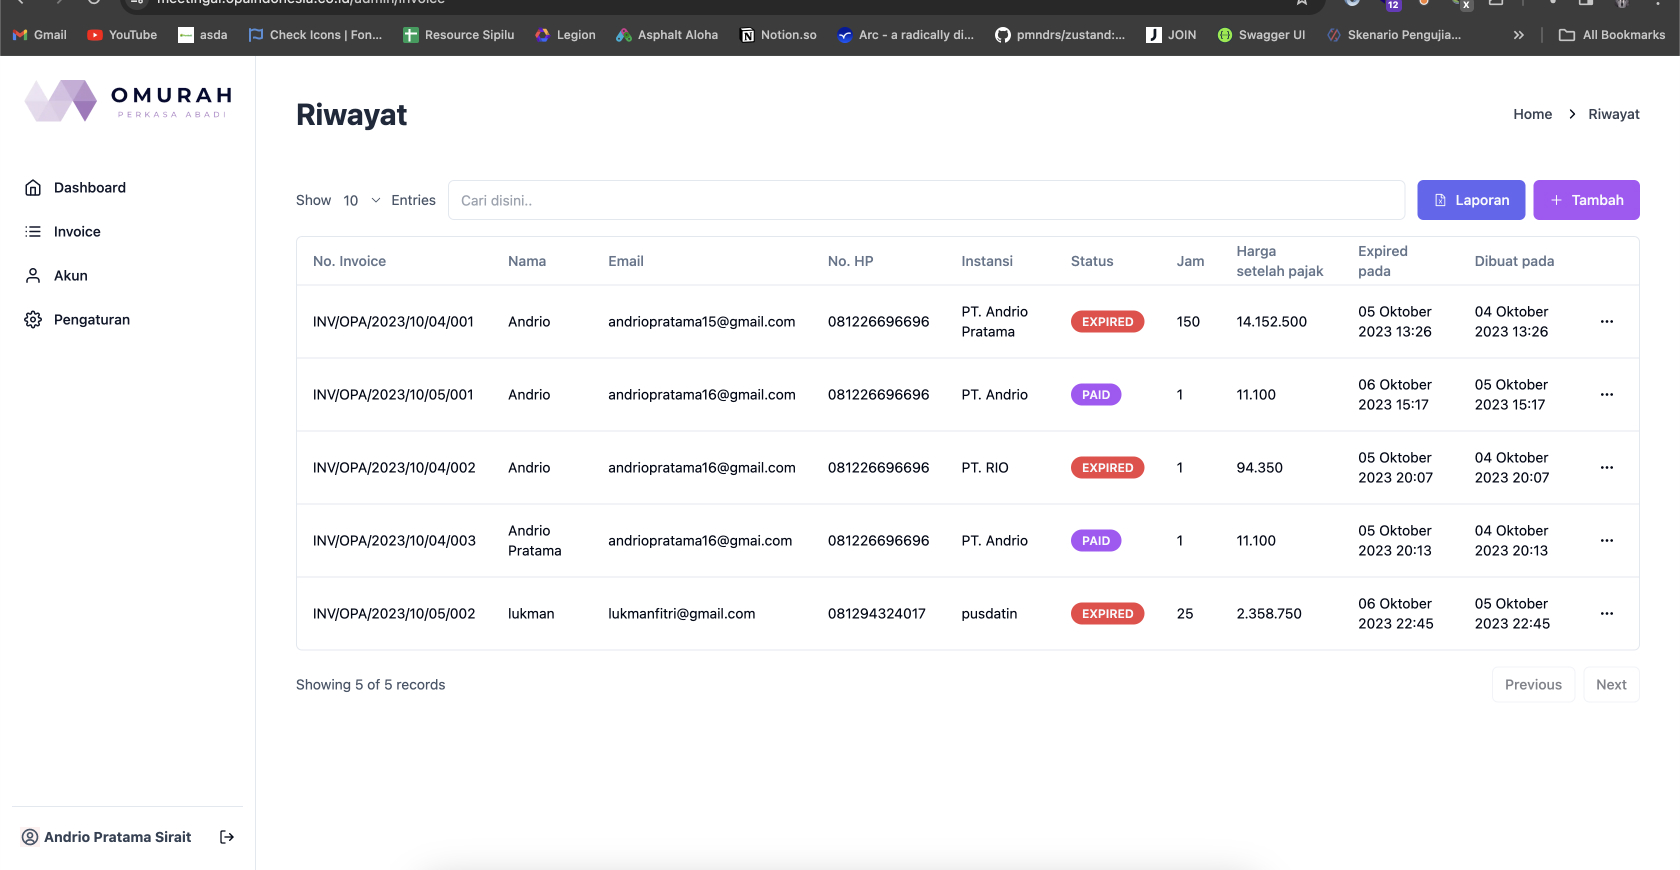 12
X
Gmail
YouTube
asda
Check Icons | Fon...
Resource Sipilu
Legion
Asphalt Aloha
Notion.so
Arc - a radically di...
pmndrs/zustand:...
JOIN
Swagger UI
Skenario Pengujia...
»
All Bookmarks
OMURAH
PERKASA ABADI
Dashboard
Invoice
Akun
Pengaturan
Riwayat
Home > Riwayat
Show 10 Entries
Cari disini..
Laporan
+ Tambah
No. Invoice Nama Email No. HP Instansi Status Jam Harga setelah pajak Expired pada Dibuat pada
INV/OPA/2023/10/04/001 Andrio andriopratama15@gmail.com 081226696696 PT. Andrio Pratama EXPIRED 150 14.152.500 05 Oktober 2023 13:26 04 Oktober 2023 13:26 ...
INV/OPA/2023/10/05/001 Andrio andriopratama16@gmail.com 081226696696 PT. Andrio PAID 1 11.100 06 Oktober 2023 15:17 05 Oktober 2023 15:17 ...
INV/OPA/2023/10/04/002 Andrio andriopratama16@gmail.com 081226696696 PT. RIO EXPIRED 1 94.350 05 Oktober 2023 20:07 04 Oktober 2023 20:07 ...
INV/OPA/2023/10/04/003 Andrio Pratama andriopratama16@gmai.com 081226696696 PT. Andrio PAID 1 11.100 05 Oktober 2023 20:13 04 Oktober 2023 20:13 ...
INV/OPA/2023/10/05/002 lukman lukmanfitri@gmail.com 081294324017 pusdatin EXPIRED 25 2.358.750 06 Oktober 2023 22:45 05 Oktober 2023 22:45 ...
Showing 5 of 5 records
Previous
Next
Andrio Pratama Sirait